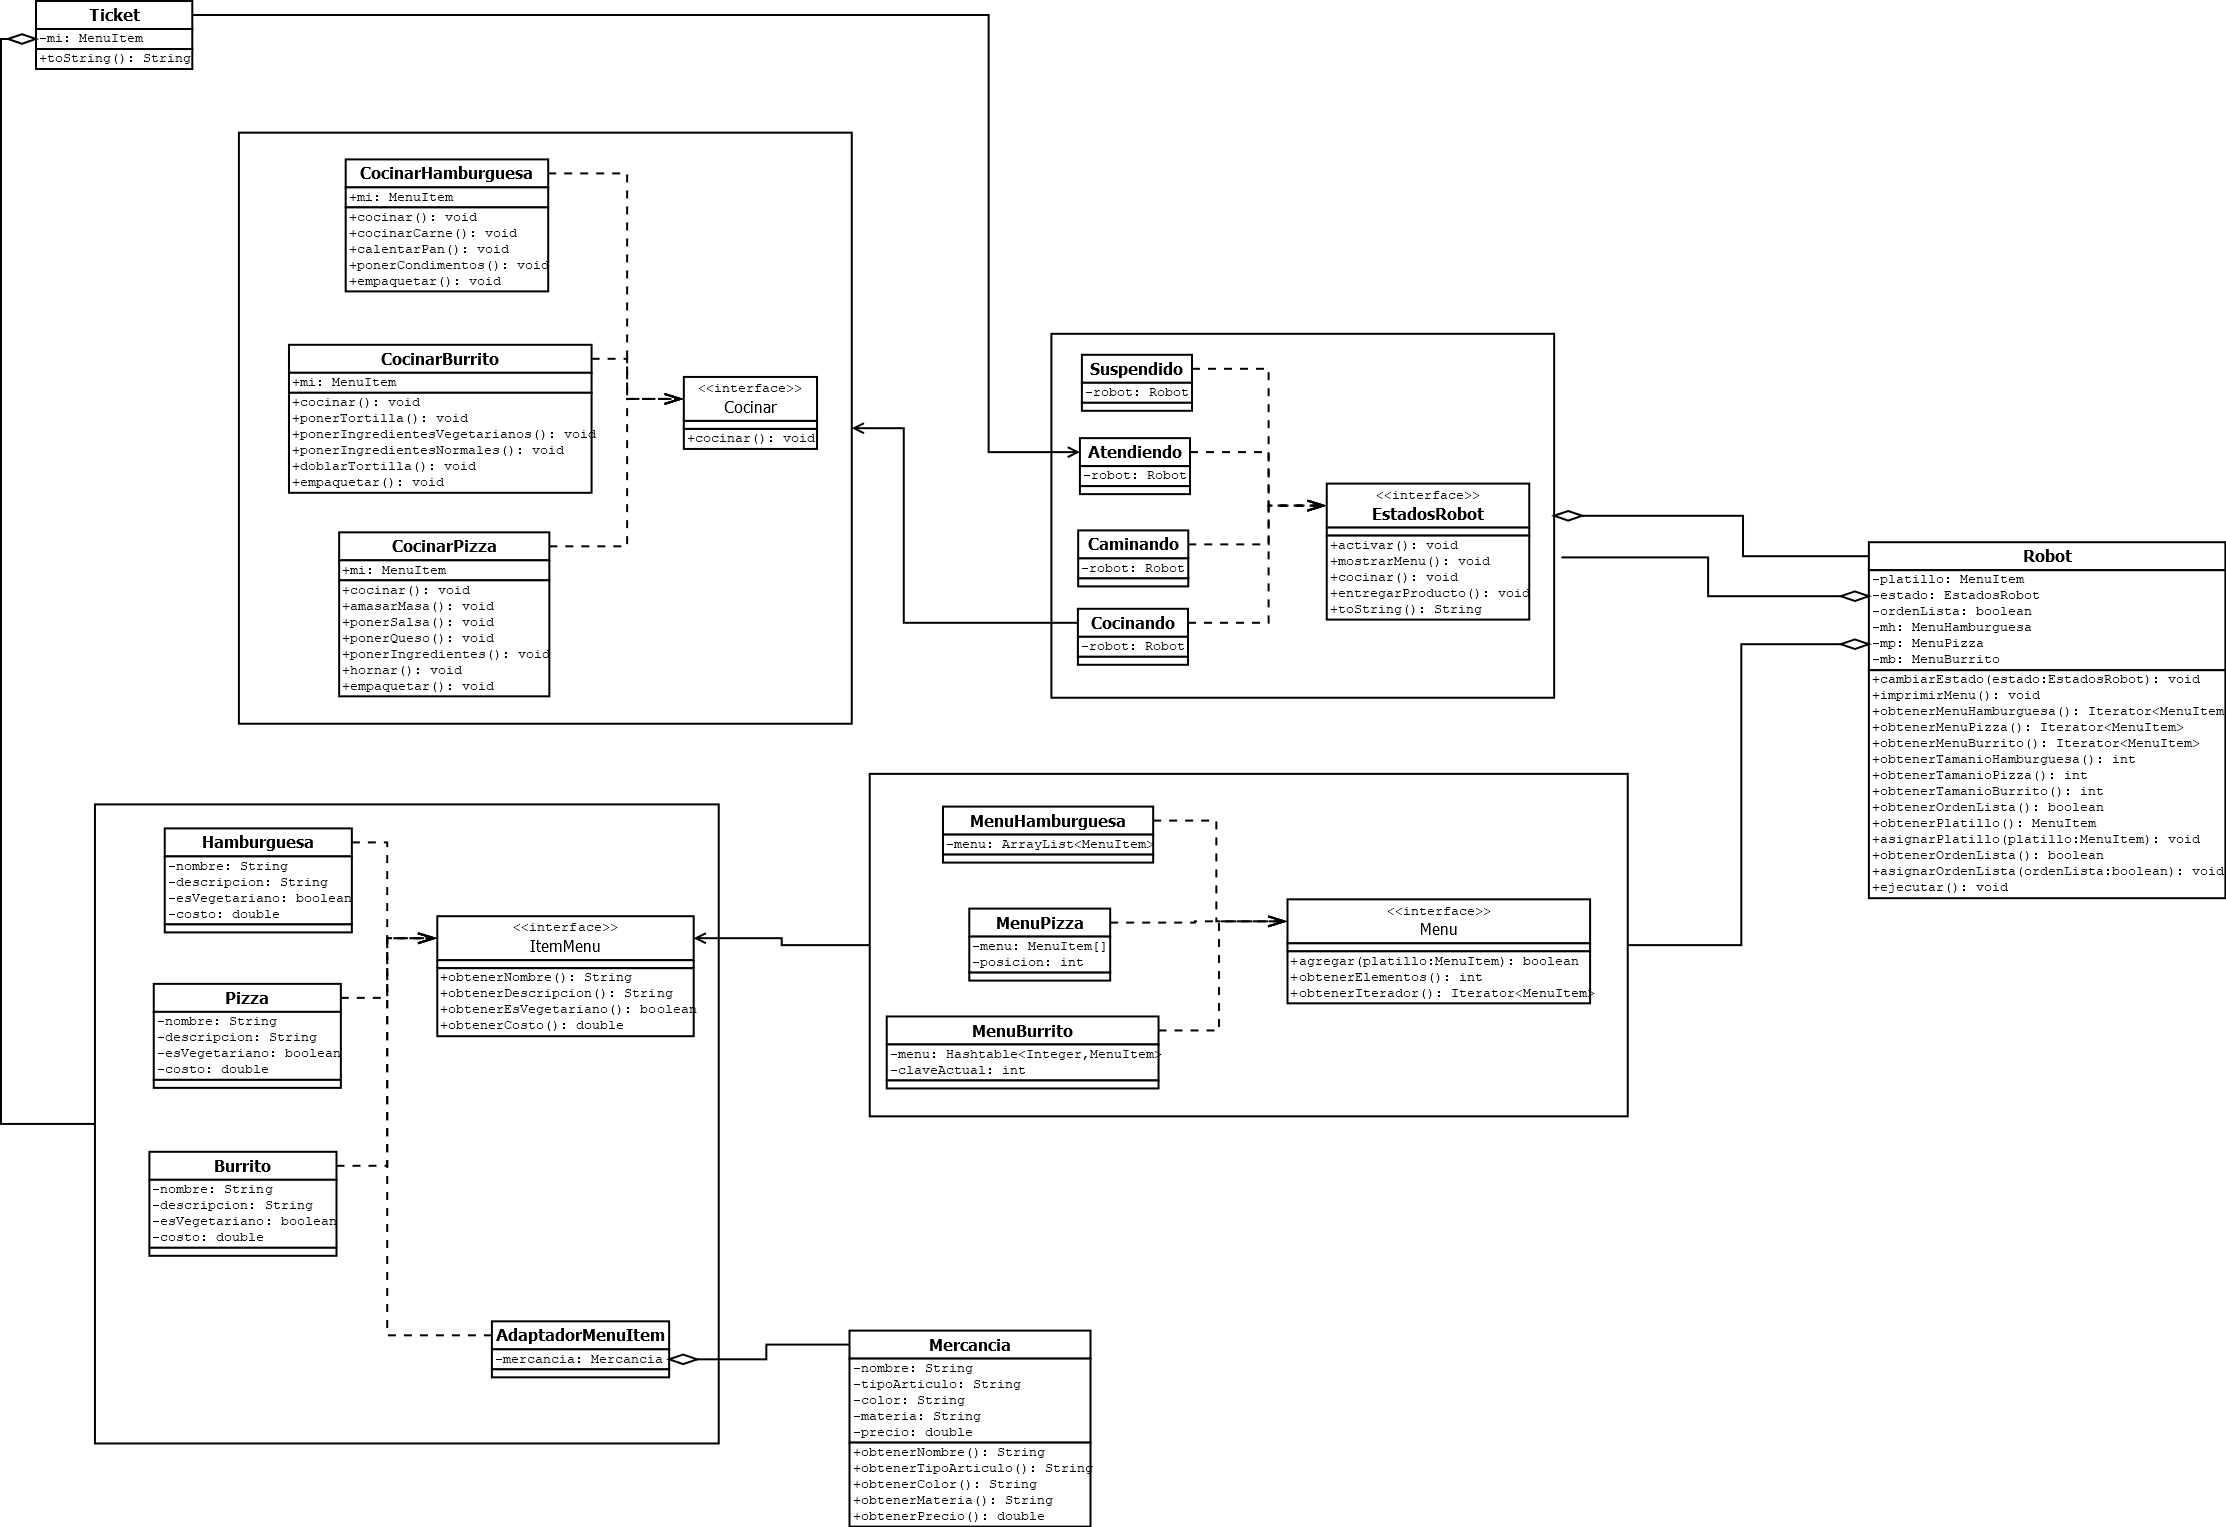 Ticket
-mi: MenuItem
+toString(): String
CocinarHamburguesa
+mi: MenuItem
+cocinar(): void
+cocinarCarne(): void
+calentarPan(): void
+ponerCondimentos(): void
+empaquetar(): void
CocinarBurrito
+mi: MenuItem
+cocinar(): void
+ponerTortilla(): void
+ponerIngredientesVegetarianos(): void
+ponerIngredientesNormales(): void
+doblarTortilla(): void
+empaquetar(): void
<<interface>>
Cocinar
+cocinar(): void
CocinarPizza
+mi: MenuItem
+cocinar(): void
+amasarMasa(): void
+ponerSalsa(): void
+ponerQueso(): void
+ponerIngredientes(): void
+hornar(): void
+empaquetar(): void
Suspendido
-robot: Robot
Atendiendo
-robot: Robot
Caminando
-robot: Robot
Cocinando
-robot: Robot
<<interface>>
EstadosRobot
+activar(): void
+mostrarMenu(): void
+cocinar(): void
+entregarProducto(): void
+toString(): String
Robot
-platillo: MenuItem
-estado: EstadosRobot
-ordenLista: boolean
-mh: MenuHamburguesa
-mp: MenuPizza
-mb: MenuBurrito
+cambiarEstado(estado:EstadosRobot): void
+imprimirMenu(): void
+obtenerMenuHamburguesa(): Iterator<MenuItem
+obtenerMenuPizza(): Iterator<MenuItem>
+obtenerMenuBurrito(): Iterator<MenuItem>
+obtenerTamanioHamburguesa(): int
+obtenerTamanioPizza(): int
+obtenerTamanioBurrito(): int
+obtenerOrdenLista(): boolean
+obtenerPlatillo(): MenuItem
+asignarPlatillo(platillo:MenuItem): void
+obtenerOrdenLista(): boolean
+asignarOrdenLista(ordenLista:boolean): void
+ejecutar(): void
Hamburguesa
-nombre: String
-descripcion: String
-esVegetariano: boolean
-costo: double
Pizza
-nombre: String
-descripcion: String
-esVegetariano: boolean
-costo: double
Burrito
-nombre: String
-descripcion: String
-esVegetariano: boolean
-costo: double
<<interface>>
ItemMenu
+obtenerNombre(): String
+obtenerDescripcion(): String
+obtenerEsVegetariano(): boolean
+obtenerCosto(): double
AdaptadorMenuItem
-mercancia: Mercancia
MenuHamburguesa
-menu: ArrayList<MenuItem>
MenuPizza
-menu: MenuItem[]
-posicion: int
MenuBurrito
-menu: Hashtable<Integer,MenuItem>
-claveActual: int
<<interface>>
Menu
+agregar(platillo:MenuItem): boolean
+obtenerElementos(): int
+obtenerIterador(): Iterator<MenuItem>
Mercancia
-nombre: String
-tipoArticulo: String
-color: String
-materia: String
-precio: double
+obtenerNombre(): String
+obtenerTipoArticulo(): String
+obtenerColor(): String
+obtenerMateria(): String
+obtenerPrecio(): double